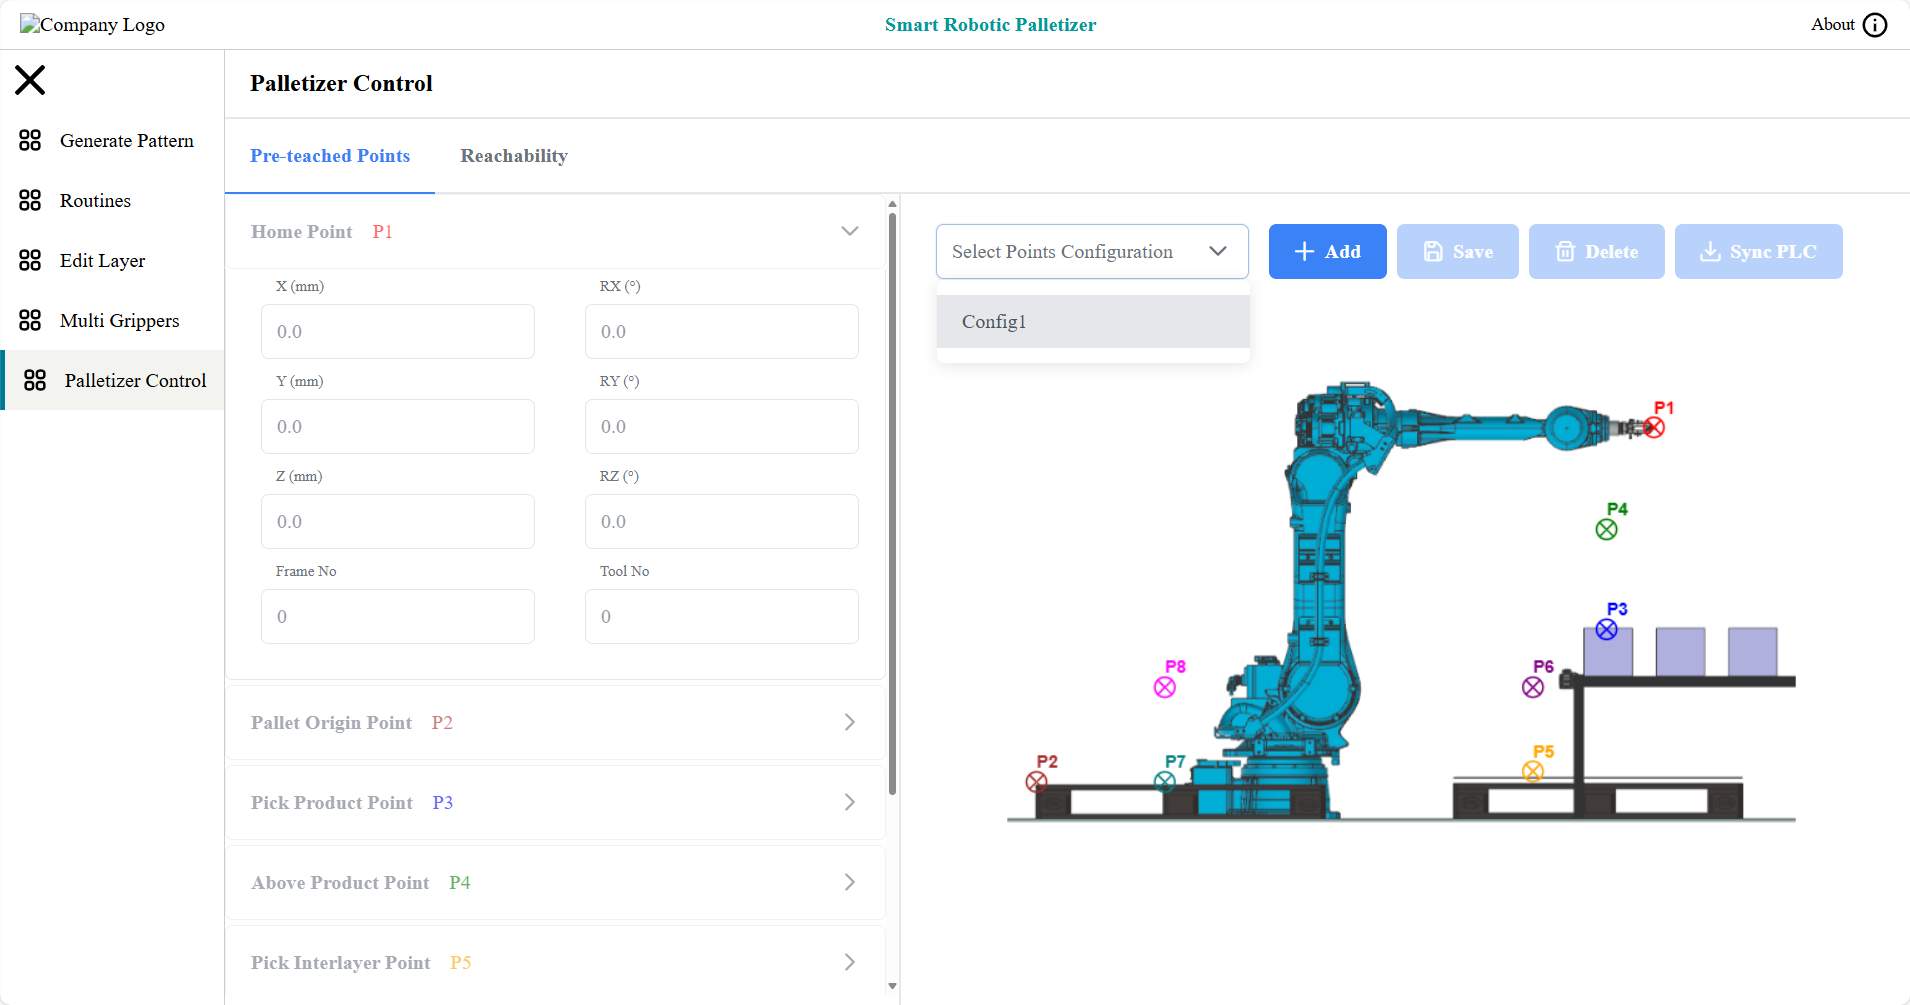 Company Logo
Smart Robotic Palletizer
About
Palletizer Control
Generate Pattern
Routines
Edit Layer
Multi Grippers
Palletizer Control
Pre-teached Points
Reachability
Home Point P1
X (mm)
RX (°)
0.0
0.0
Y (mm)
RY (°)
0.0
0.0
Z (mm)
RZ (°)
0.0
0.0
Frame No
Tool No
0
0
Pallet Origin Point P2
Pick Product Point P3
Above Product Point P4
Pick Interlayer Point P5
Select Points Configuration
Add
Save
Delete
Sync PLC
Config1
P1
P4
P3
P8
P6
P2
P7
P5